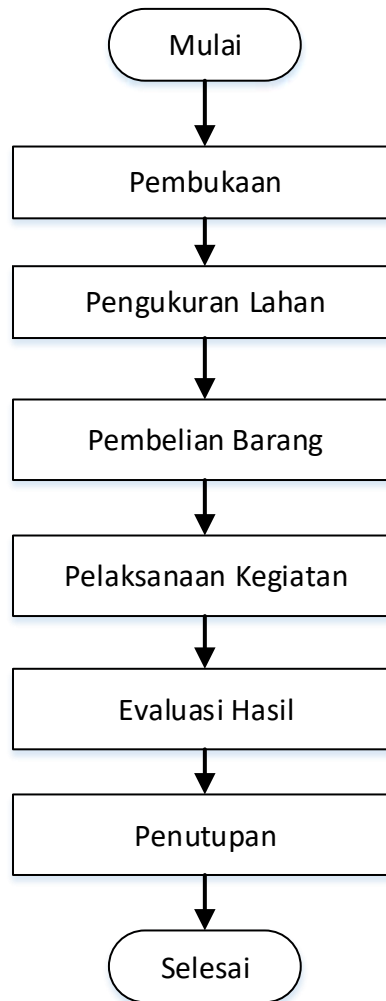 Mulai
Pembukaan
Pengukuran Lahan
Pembelian Barang
Pelaksanaan Kegiatan
Evaluasi Hasil
Penutupan
Selesai